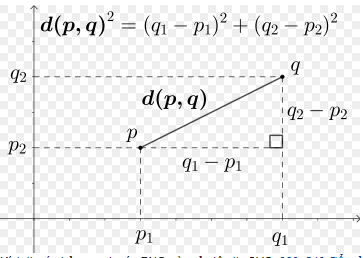 d(p, q)² = (q₁ − p₁)² + (q₂ − p₂)²
q₂
q
d(p, q)
q₂ − p₂
p
p₂
q₁ − p₁
p₁
q₁